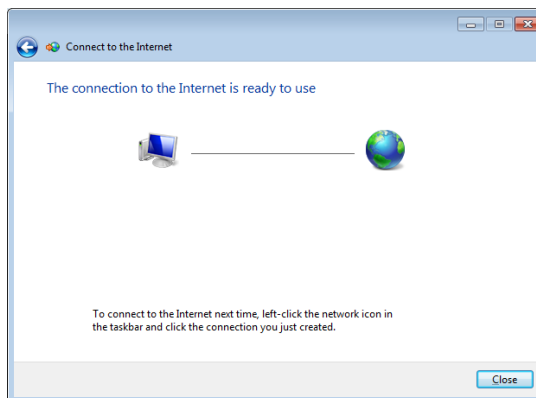 Connect to the Internet
The connection to the Internet is ready to use
To connect to the Internet next time, left-click the network icon in
the taskbar and click the connection you just created.
Close